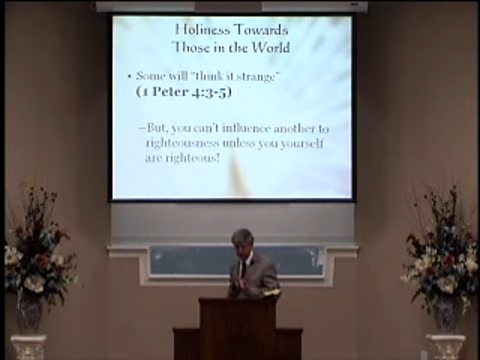 Holiness Towards
Those in the World
• Some will "think it strange"
(1 Peter 4:3-5)
–But, you can't influence another to
righteousness unless you yourself
are righteous!